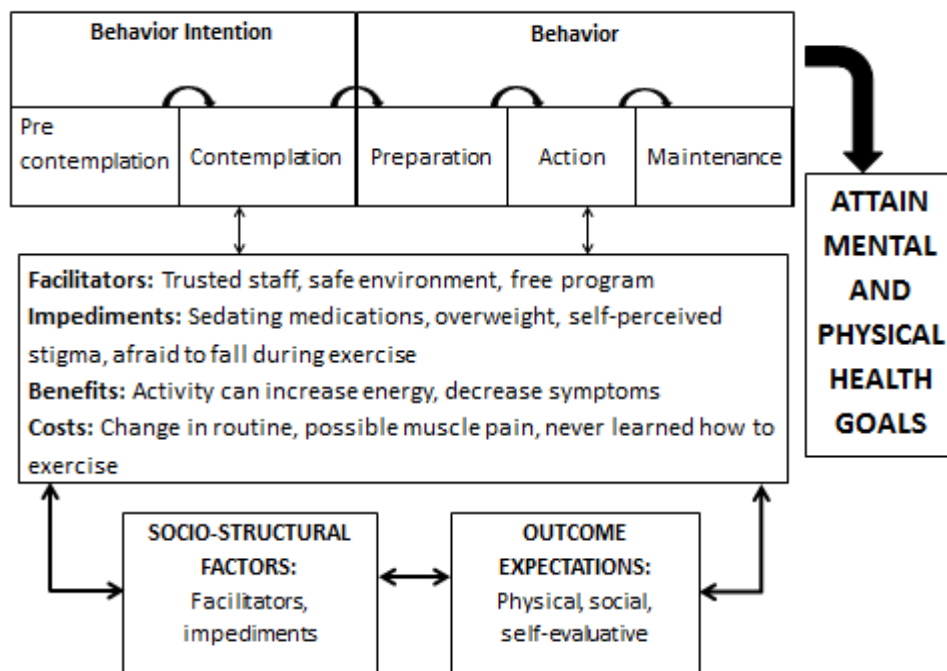 Behavior Intention
Behavior
Pre
contemplation
Contemplation
Preparation
Action
Maintenance
ATTAIN
MENTAL
AND
PHYSICAL
HEALTH
GOALS
Facilitators: Trusted staff, safe environment, free program
Impediments: Sedating medications, overweight, self-perceived
stigma, afraid to fall during exercise
Benefits: Activity can increase energy, decrease symptoms
Costs: Change in routine, possible muscle pain, never learned how to
exercise
SOCIO-STRUCTURAL
FACTORS:
Facilitators,
impediments
OUTCOME
EXPECTATIONS:
Physical, social,
self-evaluative